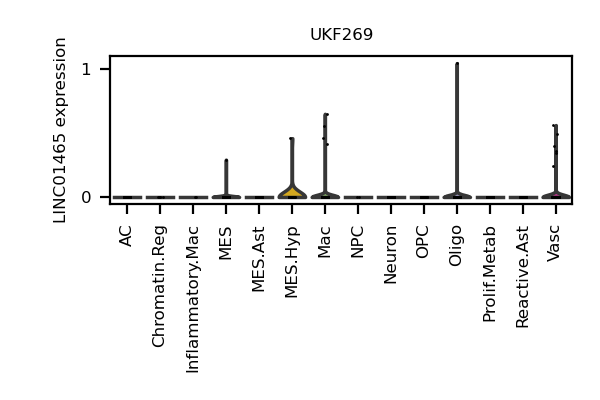 UKF269
LINC01465 expression
1
0
AC
Chromatin.Reg
Inflammatory.Mac
MES
MES.Ast
MES.Hyp
Mac
NPC
Neuron
OPC
Oligo
Prolif.Metab
Reactive.Ast
Vasc